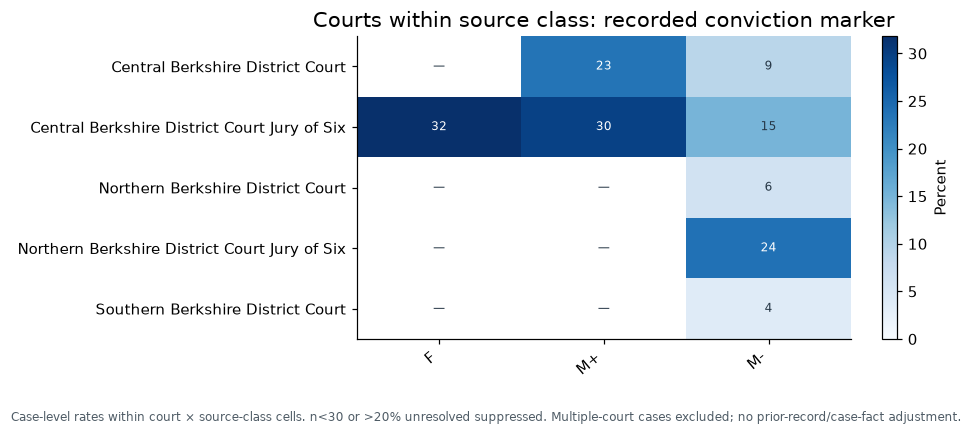 Courts within source class: recorded conviction marker
Central Berkshire District Court — 23 9
Central Berkshire District Court Jury of Six 32 30 15
Northern Berkshire District Court — — 6
Northern Berkshire District Court Jury of Six — — 24
Southern Berkshire District Court — — 4
F M+ M-
30
25
20
15
10
5
0
Percent
Case-level rates within court × source-class cells. n<30 or >20% unresolved suppressed. Multiple-court cases excluded; no prior-record/case-fact adjustment.